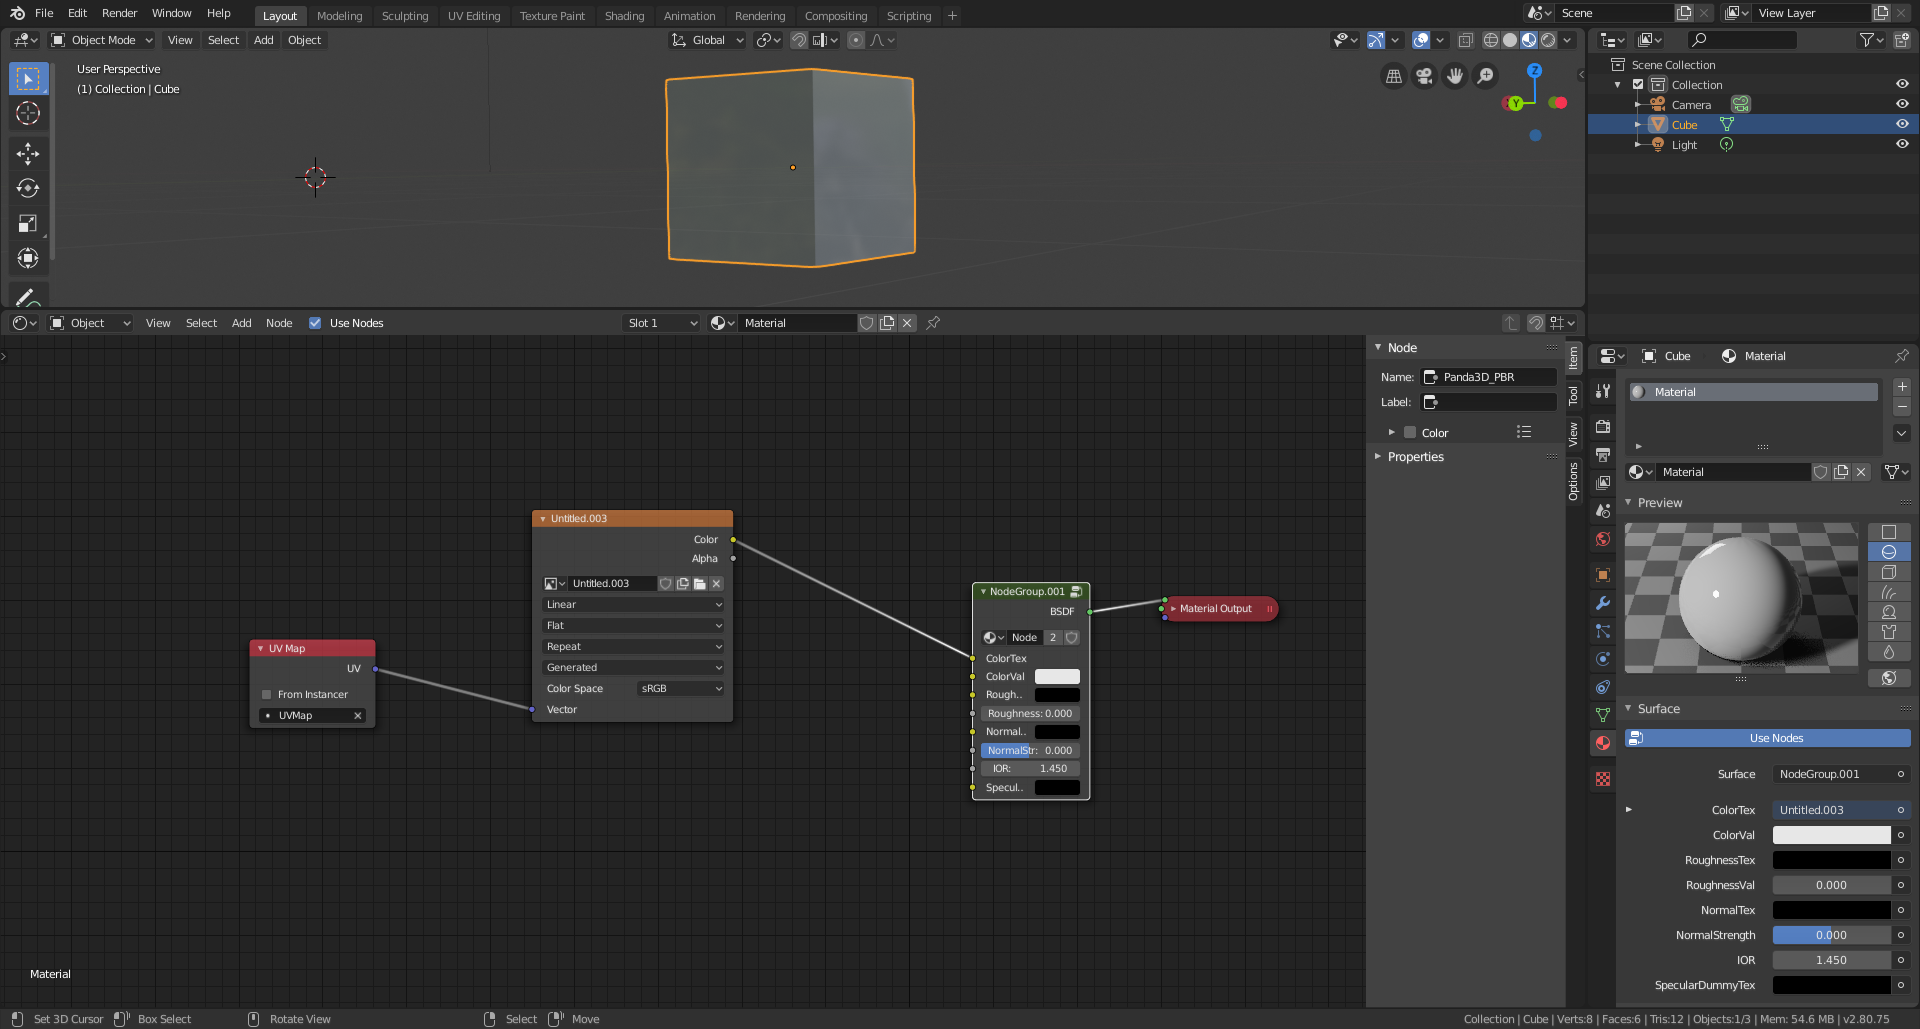 File Edit Render Window Help Layout Modeling Sculpting UV Editing Texture Paint Shading Animation Rendering Compositing Scripting + Scene View Layer
Object Mode View Select Add Object Global
User Perspective
(1) Collection | Cube
Z
Y
Scene Collection
Collection
Camera
Cube
Light
Object View Select Add Node Use Nodes Slot 1 Material
Node
Name: Panda3D_PBR
Label:
Color
Properties
Item
Tool
View
Options
Untitled.003
Color
Alpha
Untitled.003
Linear
Flat
Repeat
Generated
Color Space sRGB
Vector
UV Map
UV
From Instancer
UVMap
NodeGroup.001
BSDF
Node 2
ColorTex
ColorVal
Rough..
Roughness: 0.000
Normal..
NormalStr: 0.000
IOR: 1.450
Specul..
Material Output
Material
Cube Material
Material
Material
Preview
Surface
Use Nodes
Surface NodeGroup.001
ColorTex Untitled.003
ColorVal
RoughnessTex
RoughnessVal 0.000
NormalTex
NormalStrength 0.000
IOR 1.450
SpecularDummyTex
Set 3D Cursor Box Select Rotate View Select Move Collection | Cube | Verts:8 | Faces:6 | Tris:12 | Objects:1/3 | Mem: 54.6 MB | v2.80.75